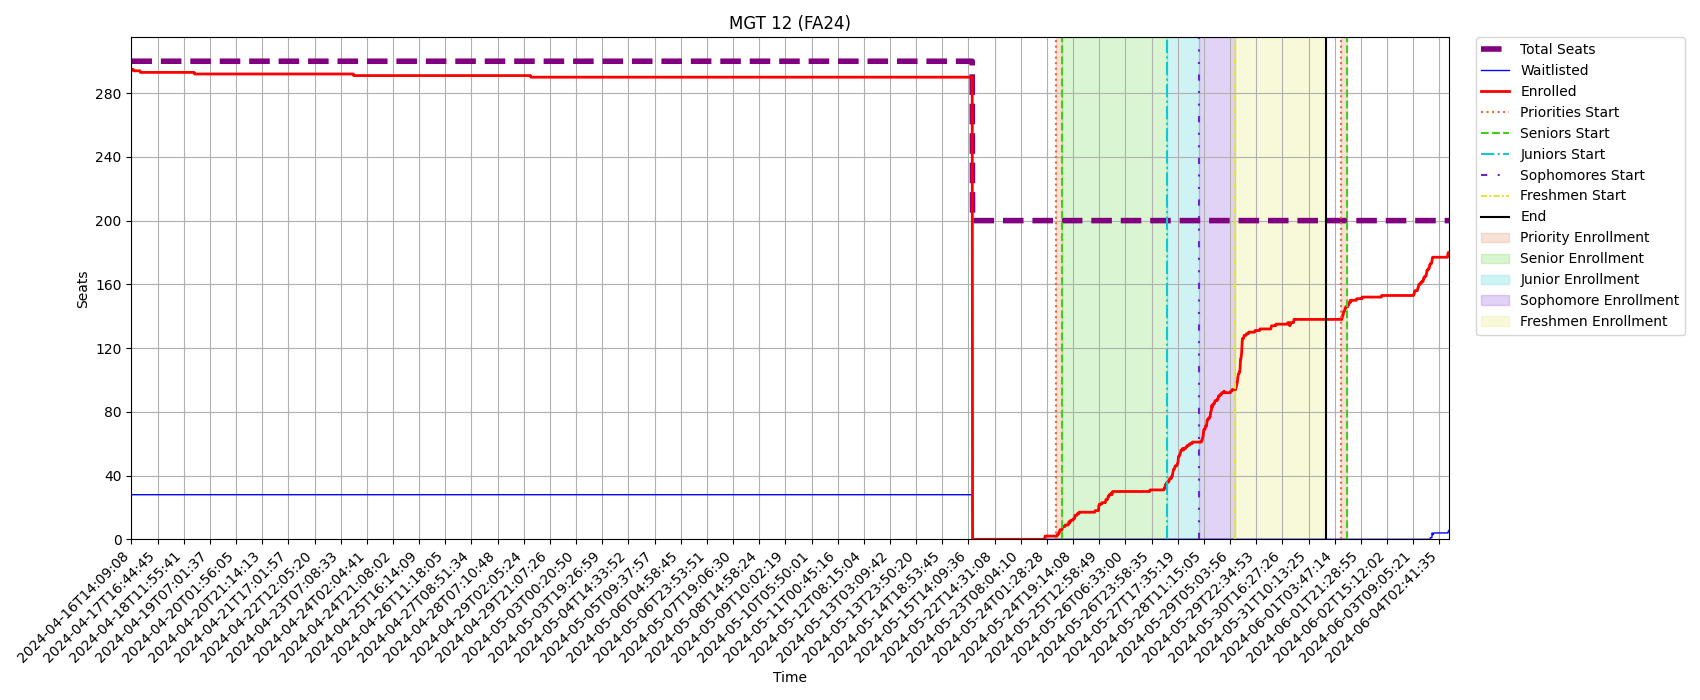 MGT 12 (FA24)
Seats
280
240
200
160
120
80
40
0
2024-04-16T14:09:08
2024-04-17T16:44:45
2024-04-18T11:55:41
2024-04-19T07:01:37
2024-04-20T01:56:05
2024-04-20T21:14:13
2024-04-21T17:01:57
2024-04-22T12:05:20
2024-04-23T07:08:33
2024-04-24T02:04:41
2024-04-24T21:08:02
2024-04-25T16:14:09
2024-04-26T11:18:05
2024-04-27T08:51:34
2024-04-28T07:10:48
2024-04-29T02:05:24
2024-04-29T21:07:26
2024-05-03T00:20:50
2024-05-03T19:26:59
2024-05-04T14:33:52
2024-05-05T09:37:57
2024-05-06T04:58:45
2024-05-06T23:53:51
2024-05-07T19:06:30
2024-05-08T14:58:24
2024-05-09T10:02:19
2024-05-10T05:50:01
2024-05-11T00:45:16
2024-05-12T08:15:04
2024-05-13T03:09:42
2024-05-13T23:50:20
2024-05-14T18:53:45
2024-05-15T14:09:36
2024-05-22T14:31:08
2024-05-23T08:04:10
2024-05-24T01:28:28
2024-05-24T19:14:08
2024-05-25T12:58:49
2024-05-26T06:33:00
2024-05-26T23:58:35
2024-05-27T17:35:19
2024-05-28T11:15:05
2024-05-29T05:03:56
2024-05-29T22:34:53
2024-05-30T16:27:26
2024-05-31T10:13:25
2024-06-01T03:47:14
2024-06-01T21:28:55
2024-06-02T15:12:02
2024-06-03T09:05:21
2024-06-04T02:41:35
Time
Total Seats
Waitlisted
Enrolled
Priorities Start
Seniors Start
Juniors Start
Sophomores Start
Freshmen Start
End
Priority Enrollment
Senior Enrollment
Junior Enrollment
Sophomore Enrollment
Freshmen Enrollment